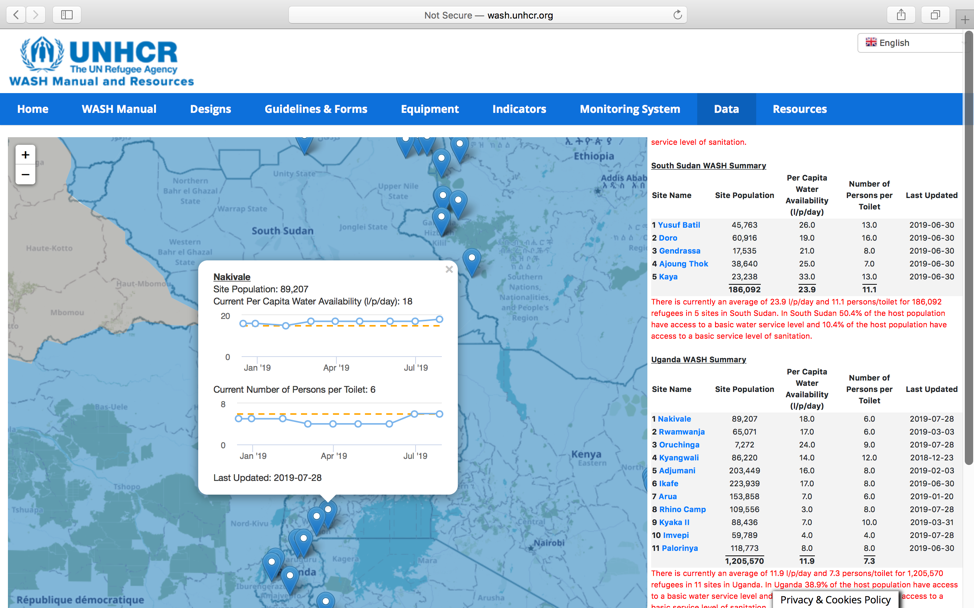 Not Secure — wash.unhcr.org
UNHCR
The UN Refugee Agency
WASH Manual and Resources
English
Home WASH Manual Designs Guidelines & Forms Equipment Indicators Monitoring System Data Resources
+
−
Ethiopia
Addis Abab
Unity State
Upper Nile
State
Northern
Bahr el Ghazal
State
Warrap State
South Sudan
Jonglei State
Western
Bahr el Ghazal
State
Haute-Kotto
Haut-Mbomou
Mbomou
Southern
Nations,
Nationalities,
and People's
Region
Bas-Uele
Tshopo
Nord-Kivu
Kenya
Eastern
Nairobi
Kagera
Mara
Arusha
République démocratique
×
Nakivale
Site Population: 89,207
Current Per Capita Water Availability (l/p/day): 18
20
0
Jan '19 Apr '19 Jul '19
Current Number of Persons per Toilet: 6
8
0
Jan '19 Apr '19 Jul '19
Last Updated: 2019-07-28
service level of sanitation.
South Sudan WASH Summary
Site Name Site Population Per Capita Water Availability (l/p/day) Number of Persons per Toilet Last Updated
1 Yusuf Batil 45,763 26.0 13.0 2019-06-30
2 Doro 60,916 19.0 16.0 2019-06-30
3 Gendrassa 17,535 21.0 8.0 2019-06-30
4 Ajoung Thok 38,640 25.0 7.0 2019-06-30
5 Kaya 23,238 33.0 13.0 2019-06-30
186,092 23.9 11.1
There is currently an average of 23.9 l/p/day and 11.1 persons/toilet for 186,092
refugees in 5 sites in South Sudan. In South Sudan 50.4% of the host population
have access to a basic water service level and 10.4% of the host population have
access to a basic service level of sanitation.
Uganda WASH Summary
Site Name Site Population Per Capita Water Availability (l/p/day) Number of Persons per Toilet Last Updated
1 Nakivale 89,207 18.0 6.0 2019-07-28
2 Rwamwanja 65,071 17.0 6.0 2019-03-03
3 Oruchinga 7,272 24.0 9.0 2019-07-28
4 Kyangwali 86,220 14.0 12.0 2018-12-23
5 Adjumani 203,449 16.0 8.0 2019-02-03
6 Ikafe 223,939 17.0 8.0 2019-06-30
7 Arua 153,858 7.0 6.0 2019-01-20
8 Rhino Camp 109,556 3.0 8.0 2019-07-28
9 Kyaka II 88,436 7.0 10.0 2019-03-31
10 Imvepi 59,789 4.0 4.0 2019-07-28
11 Palorinya 118,773 8.0 8.0 2019-06-30
1,205,570 11.9 7.3
There is currently an average of 11.9 l/p/day and 7.3 persons/toilet for 1,205,570
refugees in 11 sites in Uganda. In Uganda 38.9% of the host population have access
to a basic water service level and
access to a basic
service level of sanitation
Privacy & Cookies Policy